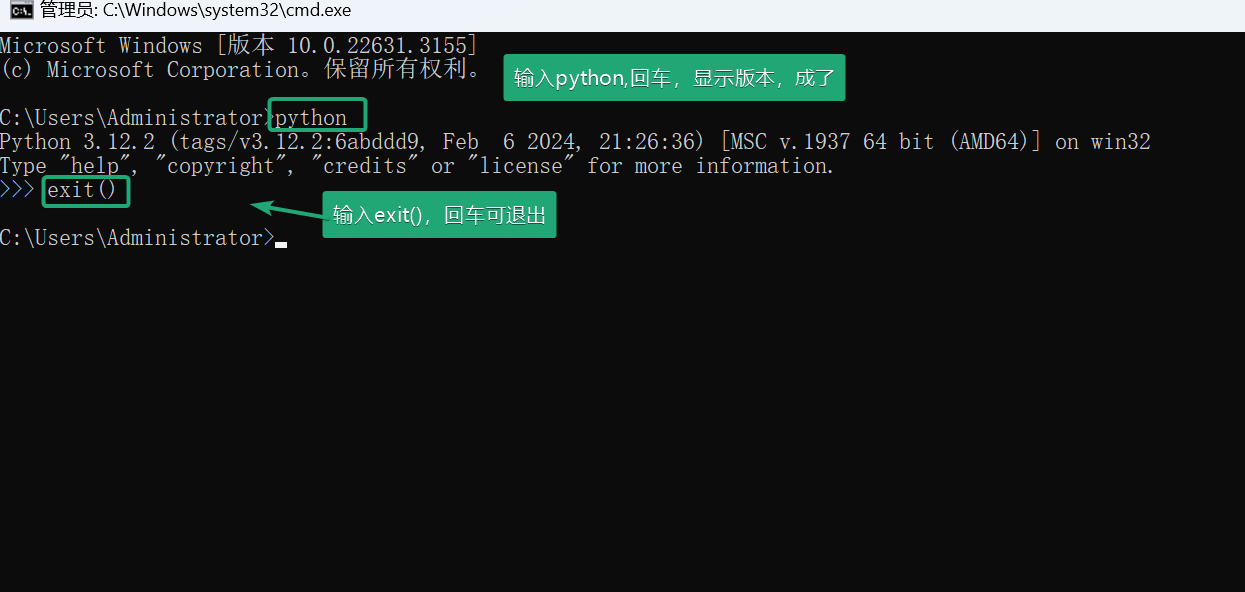 管理员: C:\Windows\system32\cmd.exe
Microsoft Windows [版本 10.0.22631.3155]
(c) Microsoft Corporation。保留所有权利。
输入python,回车，显示版本，成了
C:\Users\Administrator>python
Python 3.12.2 (tags/v3.12.2:6abddd9, Feb  6 2024, 21:26:36) [MSC v.1937 64 bit (AMD64)] on win32
Type "help", "copyright", "credits" or "license" for more information.
>>> exit()
输入exit()，回车可退出
C:\Users\Administrator>